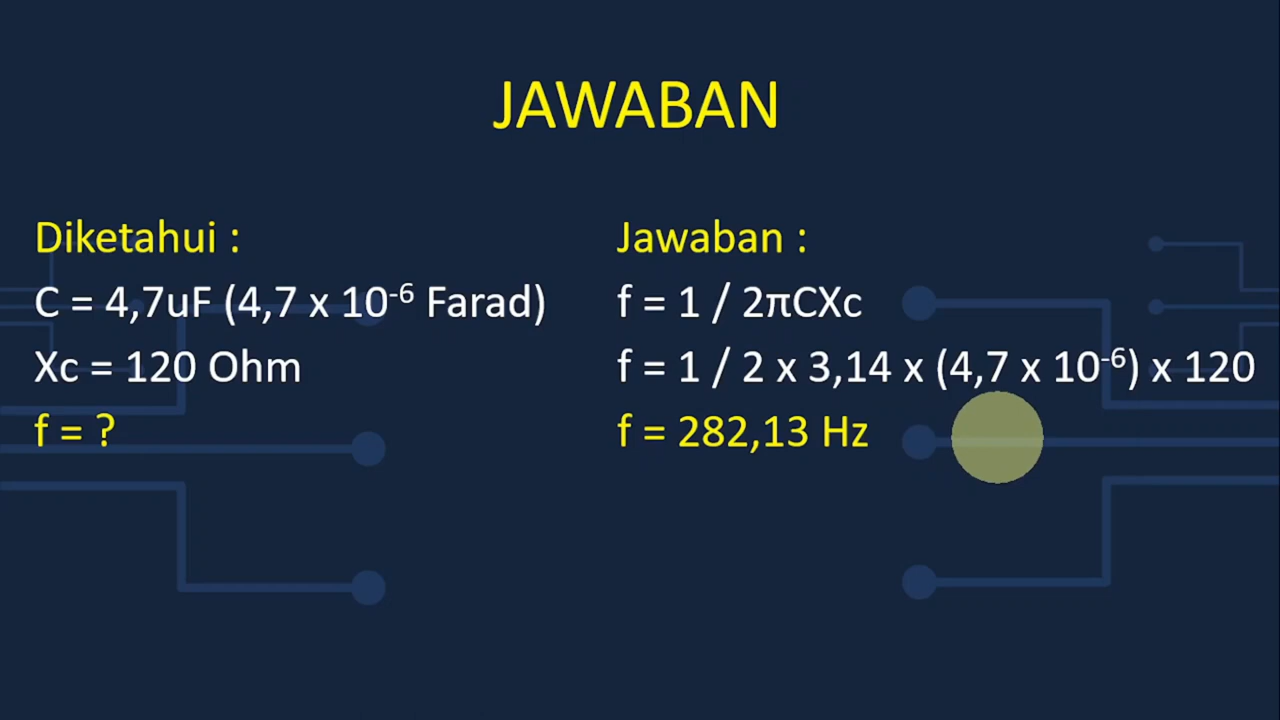 JAWABAN
Diketahui :
C = 4,7uF (4,7 x 10⁻⁶ Farad)
Xc = 120 Ohm
f = ?
Jawaban :
f = 1 / 2πCXc
f = 1 / 2 x 3,14 x (4,7 x 10⁻⁶) x 120
f = 282,13 Hz